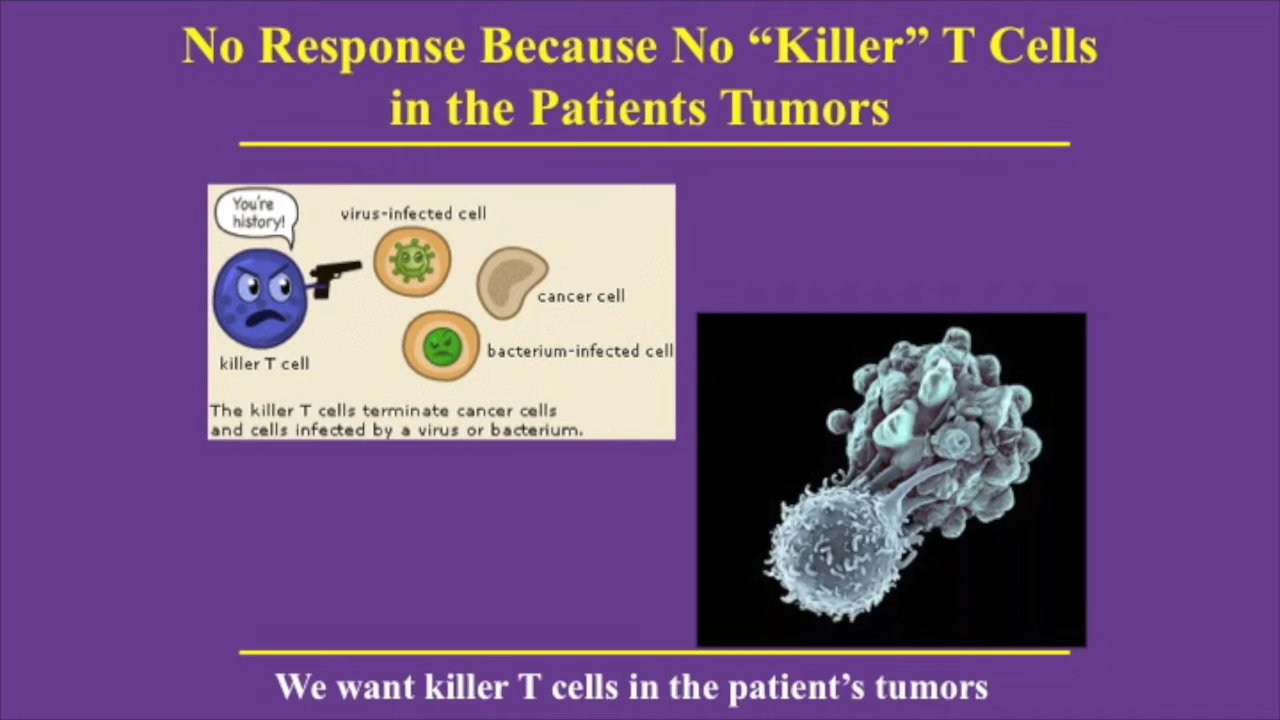 No Response Because No “Killer” T Cells
in the Patients Tumors
You're
history!
virus-infected cell
cancer cell
bacterium-infected cell
killer T cell
The killer T cells terminate cancer cells
and cells infected by a virus or bacterium.
We want killer T cells in the patient’s tumors